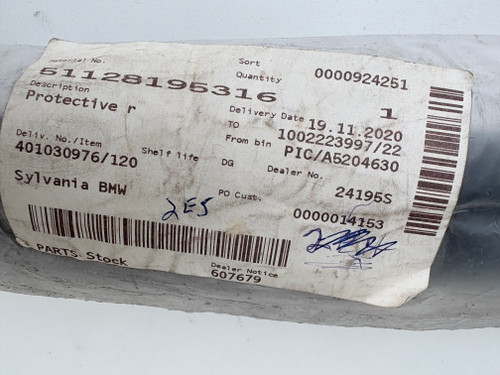 Material No. Sort 0000924251
51128195316 Quantity 1
Description Delivery Date 19.11.2020
Protective r TO 1002223997/22
Deliv. No./Item From bin PIC/A5204630
401030976/120 Shelf life DG Dealer No. 24195S
Sylvania BMW PO Cust. 0000014153
2ES
PARTS Stock Dealer Notice
607679